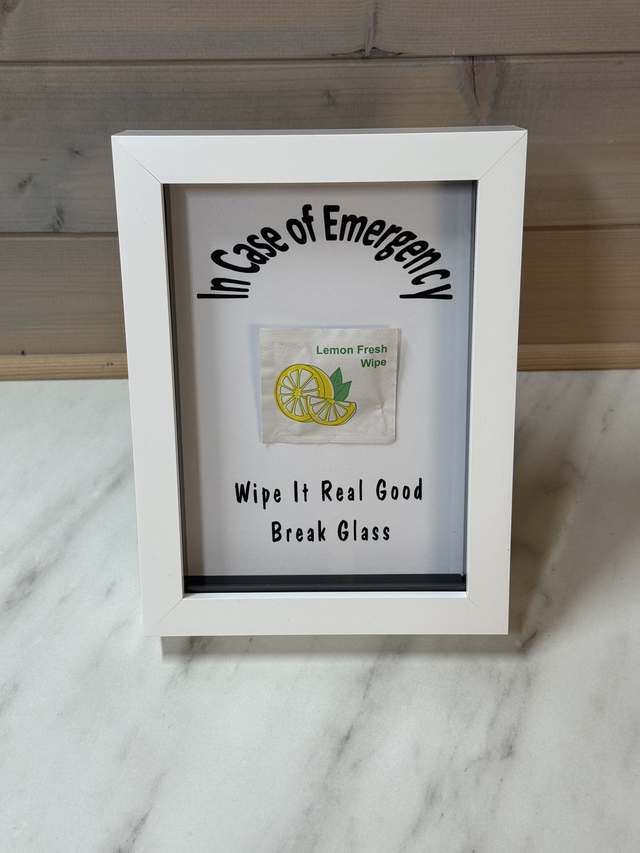 In Case of Emergency
Lemon Fresh
Wipe
Wipe It Real Good
Break Glass